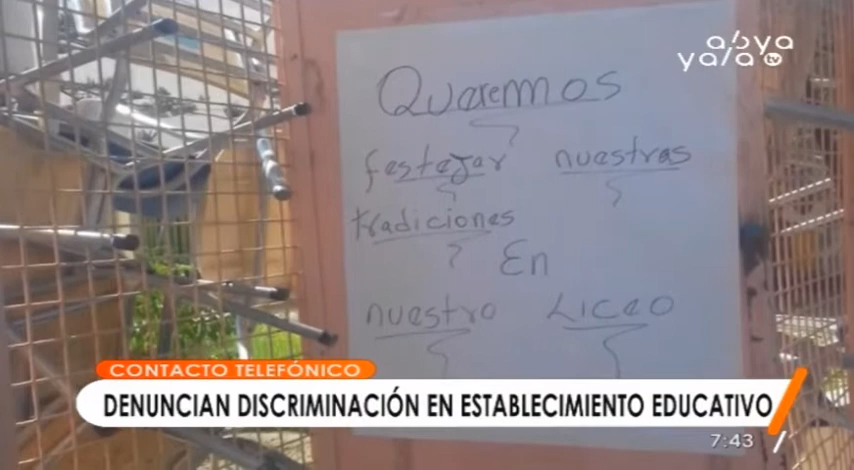 abya
yala tv
Queremos
festejar nuestras
tradiciones
En
nuestro Liceo
CONTACTO TELEFÓNICO
DENUNCIAN DISCRIMINACIÓN EN ESTABLECIMIENTO EDUCATIVO
7:43